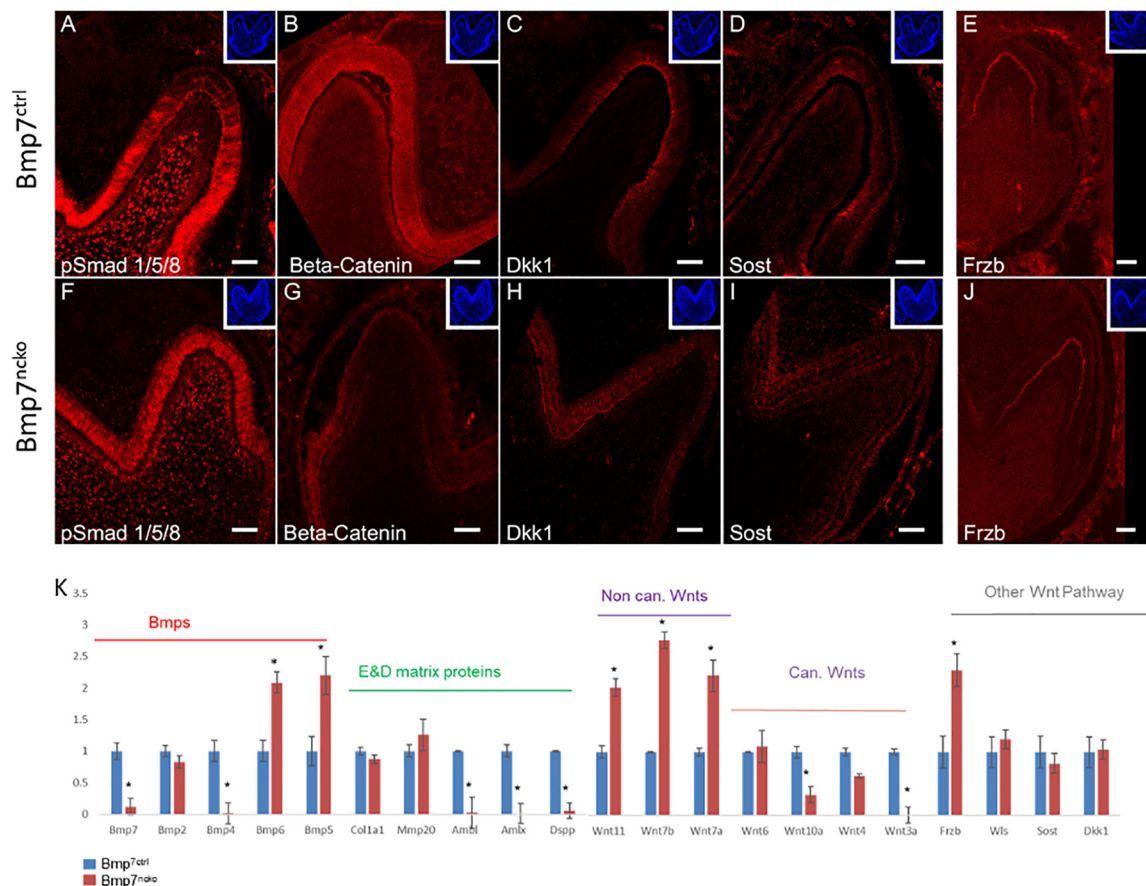 A B C D E
Bmp7ctrl
pSmad 1/5/8 Beta-Catenin Dkk1 Sost Frzb
F G H I J
Bmp7ncko
pSmad 1/5/8 Beta-Catenin Dkk1 Sost Frzb
K
3.5
3
2.5
2
1.5
1
0.5
0
Bmps
E&D matrix proteins
Non can. Wnts
Can. Wnts
Other Wnt Pathway
* * * * * * * * * * * * *
Bmp7 Bmp2 Bmp4 Bmp6 Bmp5 Col1a1 Mmp20 Ambl Amlx Dspp Wnt11 Wnt7b Wnt7a Wnt6 Wnt10a Wnt4 Wnt3a Frzb Wls Sost Dkk1
Bmp7ctrl
Bmp7ncko